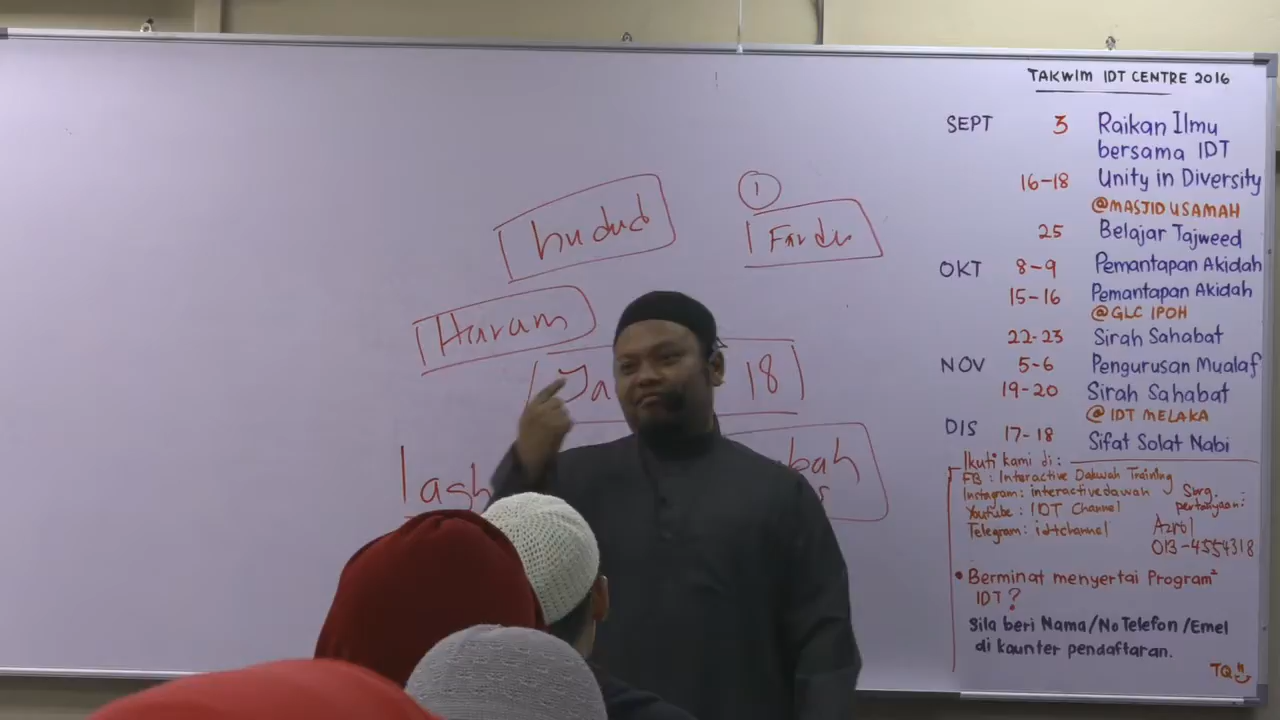 TAKWIM IDT CENTRE 2016
SEPT 3 Raikan Ilmu
bersama IDT
16-18 Unity in Diversity
@MASJID USAMAH
25 Belajar Tajweed
OKT 8-9 Pemantapan Akidah
15-16 Pemantapan Akidah
@GLC IPOH
22-23 Sirah Sahabat
NOV 5-6 Pengurusan Mualaf
19-20 Sirah Sahabat
@IDT MELAKA
DIS 17-18 Sifat Solat Nabi
Ikuti kami di:
FB: Interactive Dakwah Training
Instagram: interactivedawah
Youtube: IDT Channel
Telegram: idtchannel
Sbrg.
pertanyaan:
Azrol
013-4554318
• Berminat menyertai Program²
IDT?
Sila beri Nama/No Telefon/Emel
di kaunter pendaftaran.
TQ
hudud
1
Fardu
Haram
18